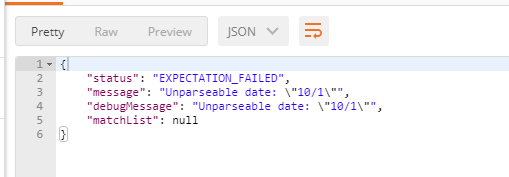 Pretty Raw Preview JSON
1 {
2 "status": "EXPECTATION_FAILED",
3 "message": "Unparseable date: \"10/1\"",
4 "debugMessage": "Unparseable date: \"10/1\"",
5 "matchList": null
6 }